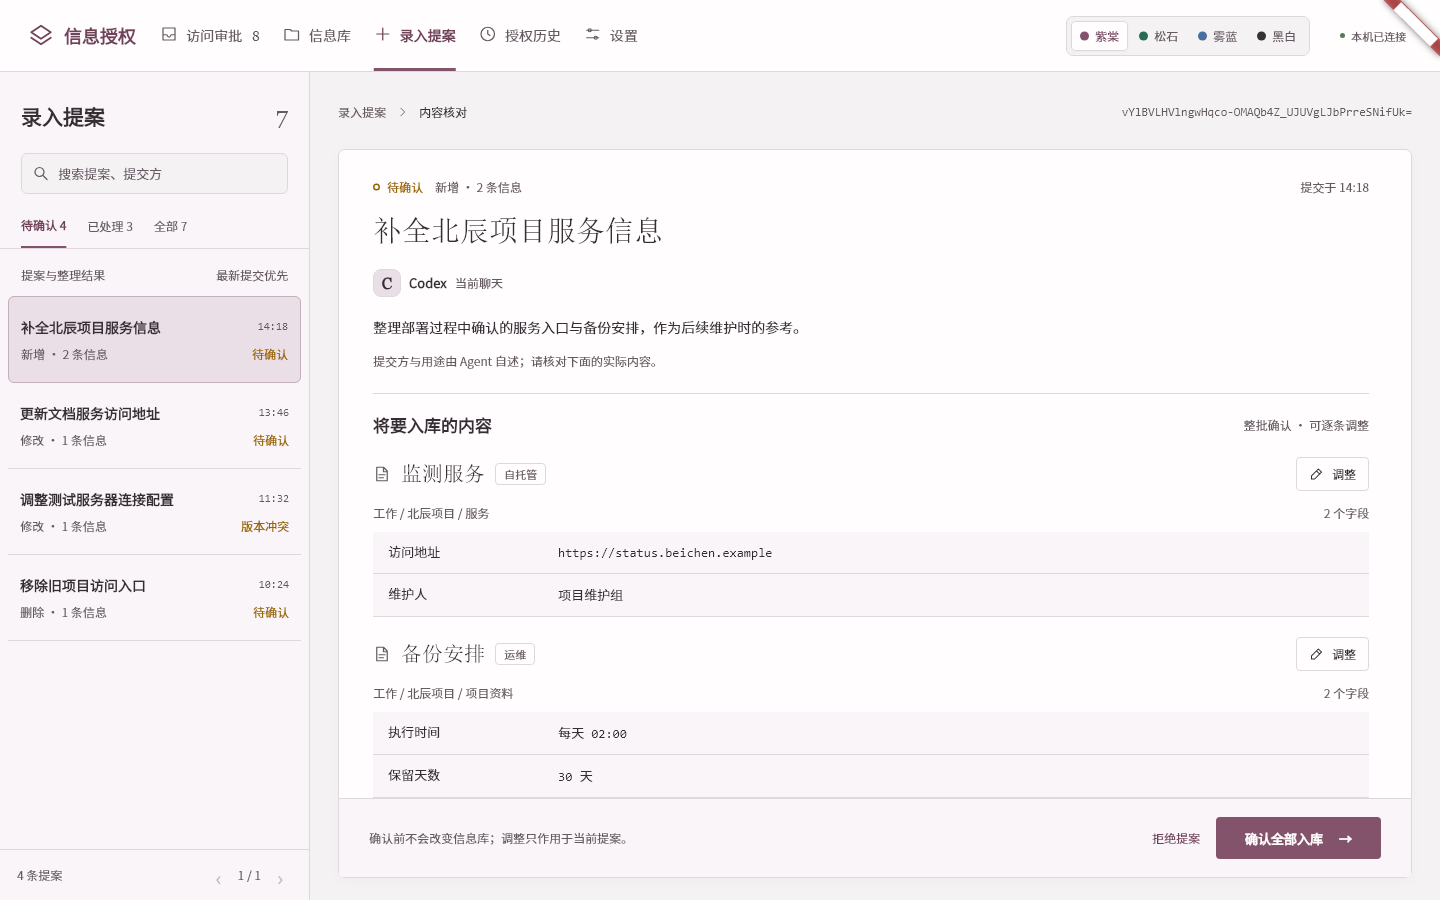 信息授权
访问审批 8
信息库
录入提案
授权历史
设置
紫棠
松石
雾蓝
黑白
本机已连接
录入提案 7
搜索提案、提交方
待确认 4
已处理 3
全部 7
提案与整理结果
最新提交优先
补全北辰项目服务信息 14:18
新增 · 2 条信息 待确认
更新文档服务访问地址 13:46
修改 · 1 条信息 待确认
调整测试服务器连接配置 11:32
修改 · 1 条信息 版本冲突
移除旧项目访问入口 10:24
删除 · 1 条信息 待确认
4 条提案
‹ 1 / 1 ›
录入提案 > 内容核对
vYlBVLHVlngwHqco-OMAQb4Z_UJUVgLJbPrreSNifUk=
待确认 新增 · 2 条信息
提交于 14:18
补全北辰项目服务信息
C Codex 当前聊天
整理部署过程中确认的服务入口与备份安排，作为后续维护时的参考。
提交方与用途由 Agent 自述；请核对下面的实际内容。
将要入库的内容
整批确认 · 可逐条调整
监测服务 自托管
调整
工作 / 北辰项目 / 服务
2 个字段
访问地址 https://status.beichen.example
维护人 项目维护组
备份安排 运维
调整
工作 / 北辰项目 / 项目资料
2 个字段
执行时间 每天 02:00
保留天数 30 天
确认前不会改变信息库；调整只作用于当前提案。
拒绝提案
确认全部入库 →